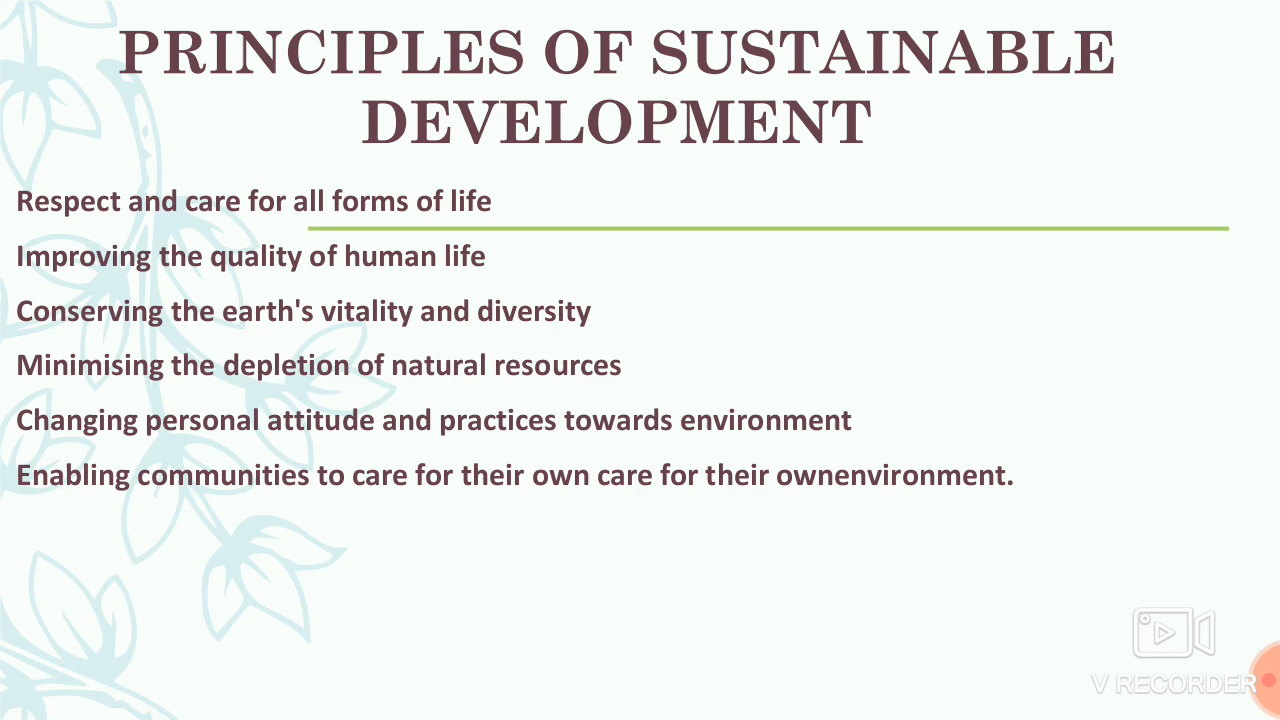 PRINCIPLES OF SUSTAINABLE
DEVELOPMENT
Respect and care for all forms of life
Improving the quality of human life
Conserving the earth's vitality and diversity
Minimising the depletion of natural resources
Changing personal attitude and practices towards environment
Enabling communities to care for their own care for their ownenvironment.
V RECORDER